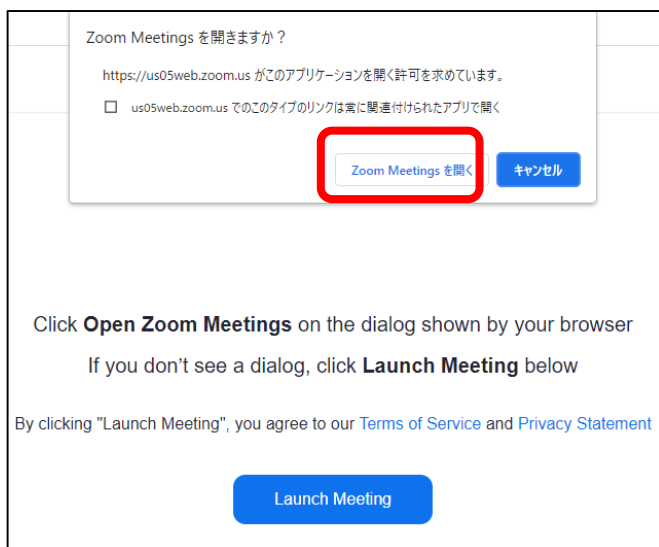 Zoom Meetings を開きますか？
https://us05web.zoom.us がこのアプリケーションを開く許可を求めています。
us05web.zoom.us でのこのタイプのリンクは常に関連付けられたアプリで開く
Zoom Meetings を開く
キャンセル
Click Open Zoom Meetings on the dialog shown by your browser
If you don’t see a dialog, click Launch Meeting below
By clicking "Launch Meeting", you agree to our Terms of Service and Privacy Statement
Launch Meeting